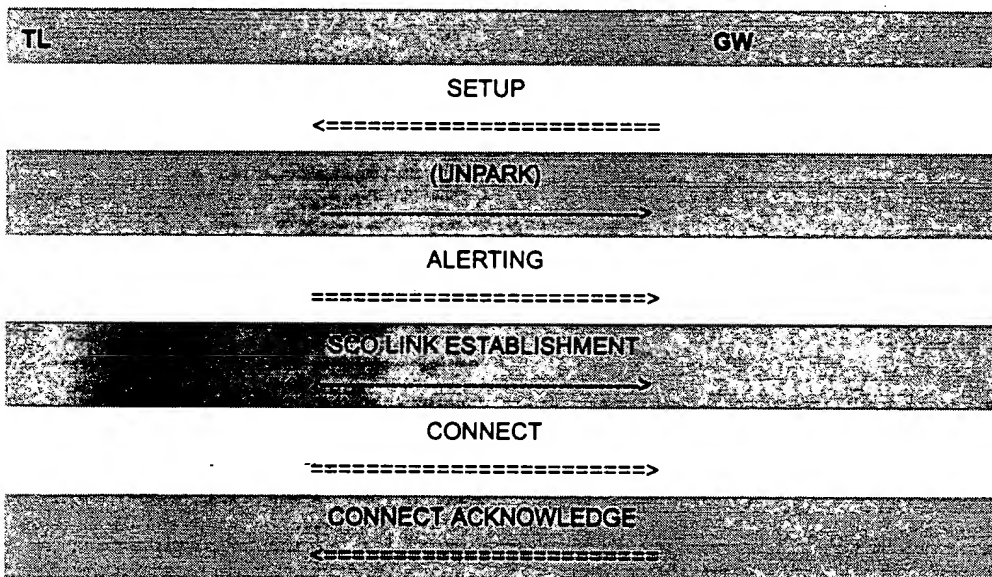 TL GW
SETUP
<========================
(UNPARK)
ALERTING
========================>
SCO LINK ESTABLISHMENT
CONNECT
========================>
CONNECT ACKNOWLEDGE
<========================